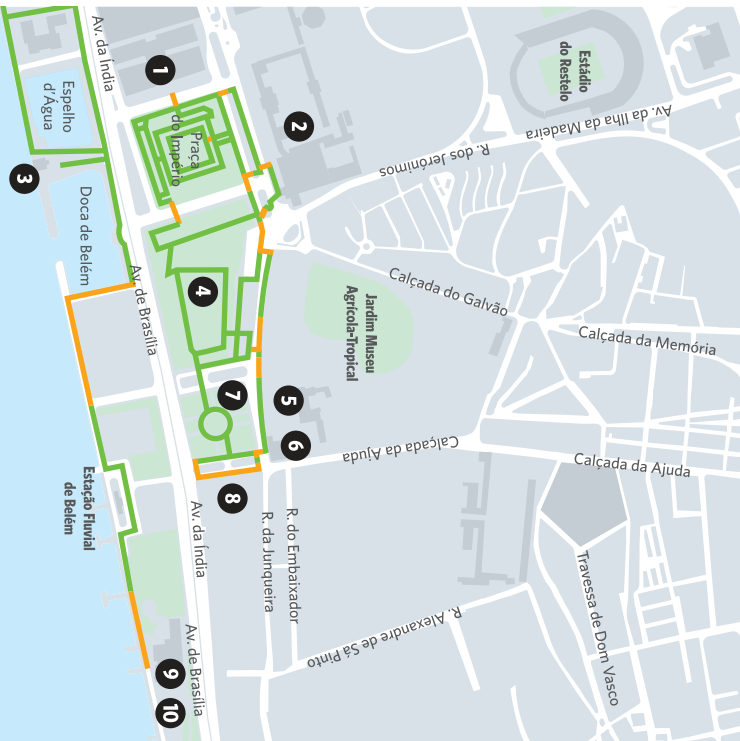 Av. da Índia
Espelho
d'Água
1
2
3
Praça
do Império
Estádio
do Restelo
Av. da Ilha da Madeira
R. dos Jerónimos
Doca de Belém
Av. de Brasília
4
Calçada do Galvão
Jardim Museu
Agrícola-Tropical
Calçada da Memória
5
6
7
8
Calçada da Ajuda
Calçada da Ajuda
Estação Fluvial
de Belém
Av. da Índia
R. da Junqueira
R. do Embaixador
R. Alexandre de Sá Pinto
Travessa de Dom Vasco
Av. de Brasília
9
10